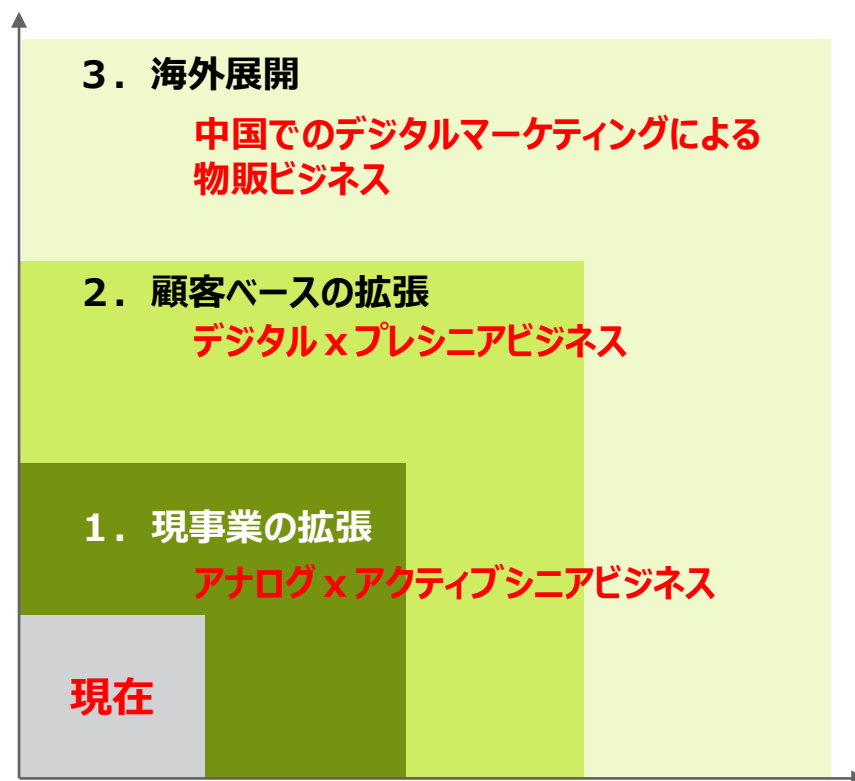 ３．海外展開
中国でのデジタルマーケティングによる
物販ビジネス
２．顧客ベースの拡張
デジタルｘプレシニアビジネス
１．現事業の拡張
アナログｘアクティブシニアビジネス
現在